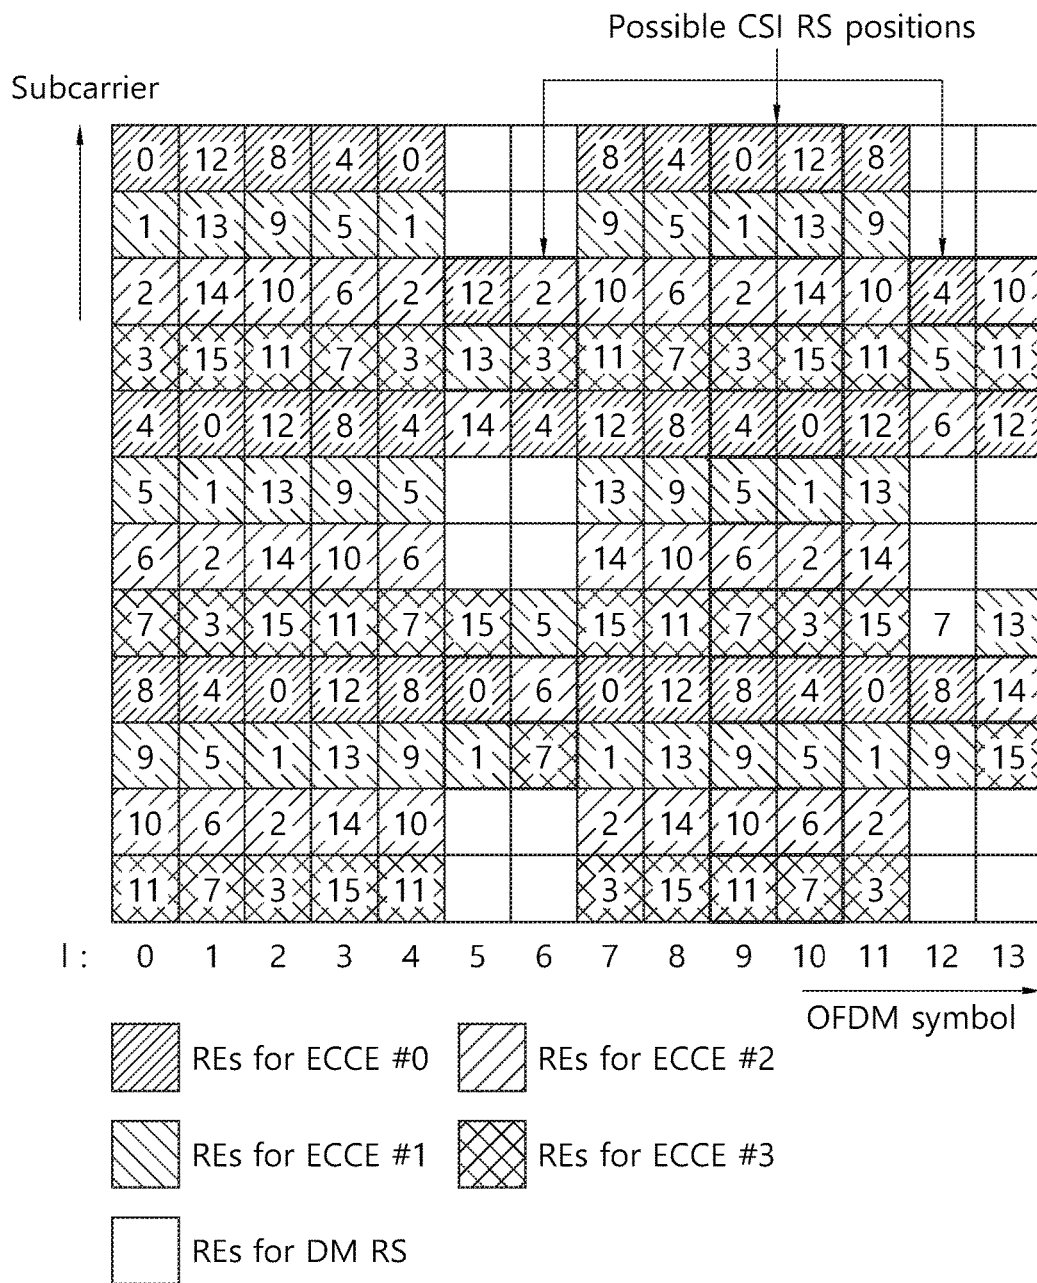 Possible CSI RS positions
Subcarrier
0 12 8 4 0 8 4 0 12 8
1 13 9 5 1 9 5 1 13 9
2 14 10 6 2 12 2 10 6 2 14 10 4 10
3 15 11 7 3 13 3 11 7 3 15 11 5 11
4 0 12 8 4 14 4 12 8 4 0 12 6 12
5 1 13 9 5 13 9 5 1 13
6 2 14 10 6 14 10 6 2 14
7 3 15 11 7 15 5 15 11 7 3 15 7 13
8 4 0 12 8 0 6 0 12 8 4 0 8 14
9 5 1 13 9 1 7 1 13 9 5 1 9 15
10 6 2 14 10 2 14 10 6 2
11 7 3 15 11 3 15 11 7 3
l : 0 1 2 3 4 5 6 7 8 9 10 11 12 13
OFDM symbol
REs for ECCE #0
REs for ECCE #2
REs for ECCE #1
REs for ECCE #3
REs for DM RS